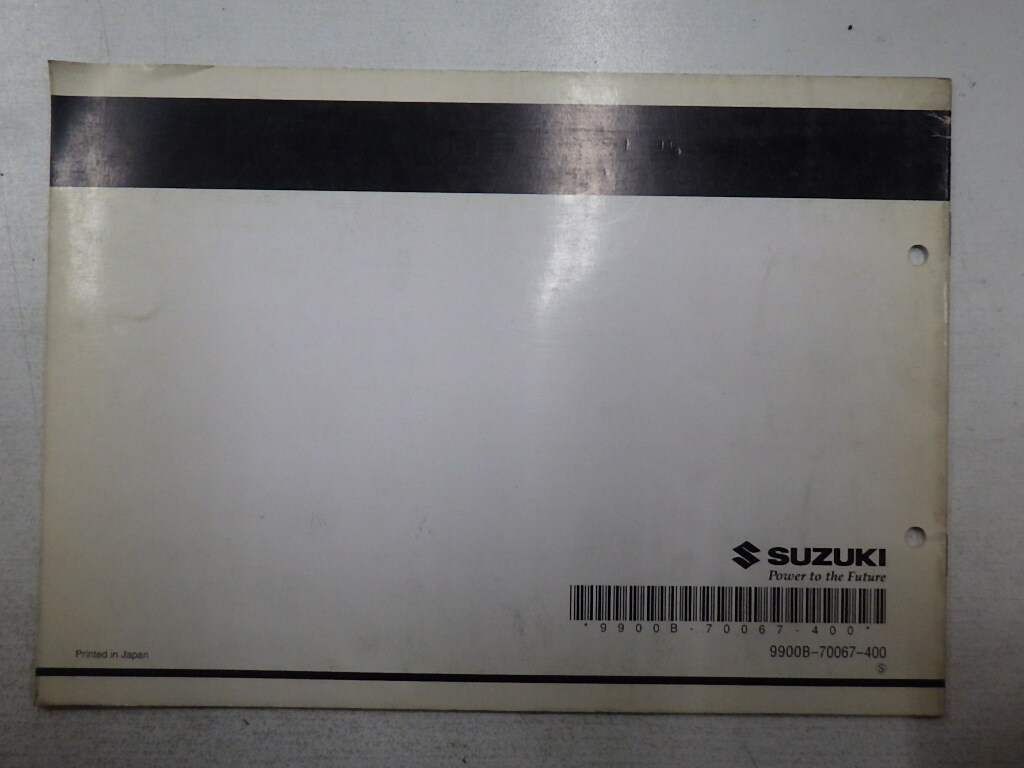 SUZUKI
Power to the Future
*9900B-70067-400*
Printed in Japan
9900B-70067-400
Ⓢ